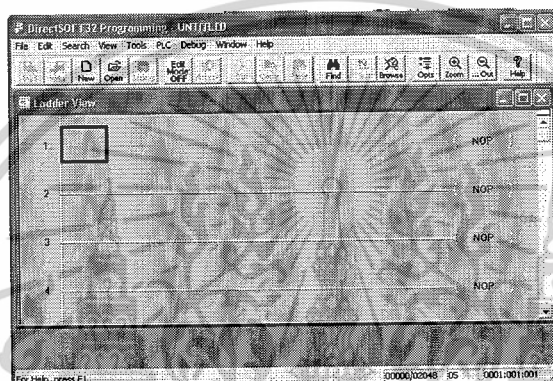 DirectSOFT32 Programming - UNTITLED
File Edit Search View Tools PLC Debug Window Help
New Open Edit Mode OFF Find Browse Opts Zoom ...Out Help
Ladder View
1 NOP
2 NOP
3 NOP
4 NOP
For Help, press F1 00000/02048 05 0001:001:001